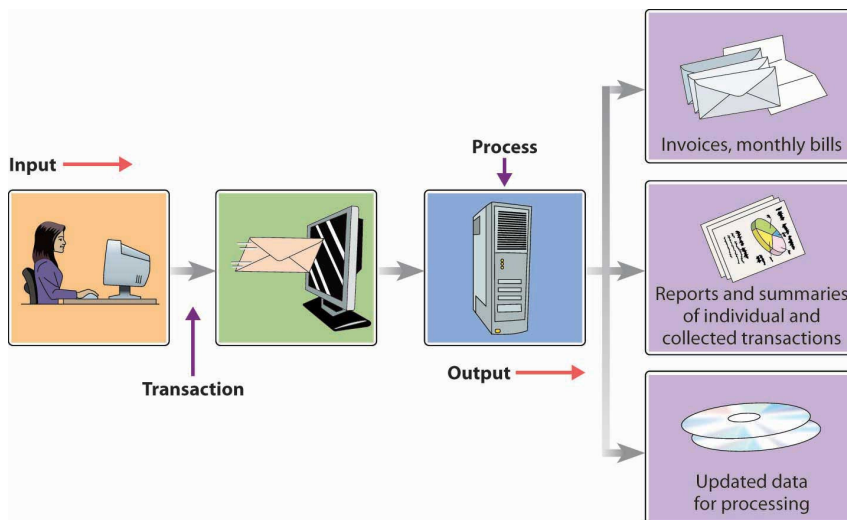 Input
Transaction
Process
Output
Invoices, monthly bills
Reports and summaries
of individual and
collected transactions
Updated data
for processing